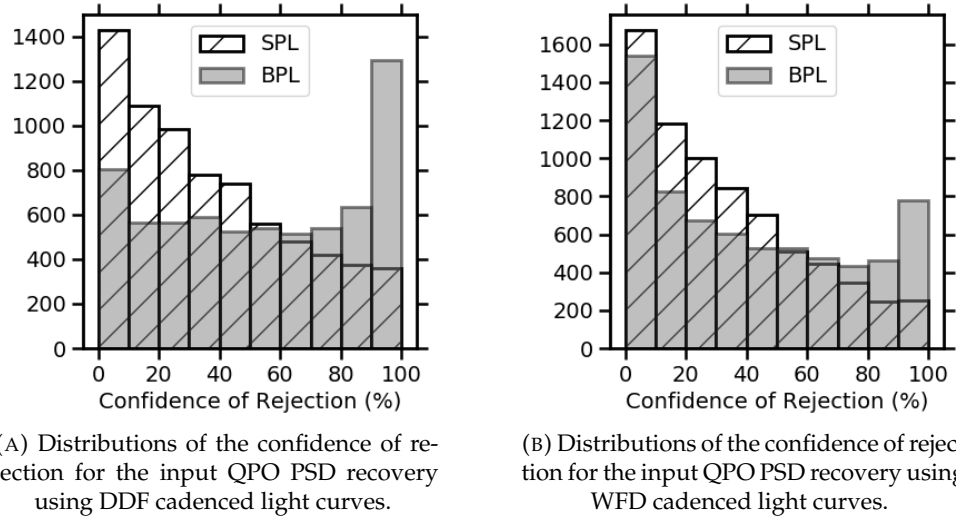 1400
1200
1000
800
600
400
200
0
0 20 40 60 80 100
Confidence of Rejection (%)
SPL
BPL
(A) Distributions of the confidence of re-
jection for the input QPO PSD recovery
using DDF cadenced light curves.
1600
1400
1200
1000
800
600
400
200
0
0 20 40 60 80 100
Confidence of Rejection (%)
SPL
BPL
(B) Distributions of the confidence of rejec
tion for the input QPO PSD recovery using
WFD cadenced light curves.